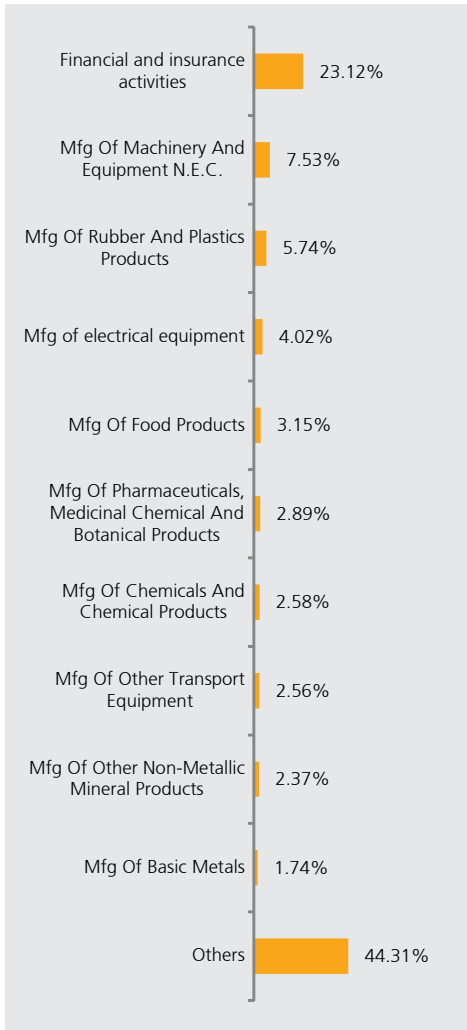 Financial and insurance
activities
23.12%
Mfg Of Machinery And
Equipment N.E.C.
7.53%
Mfg Of Rubber And Plastics
Products
5.74%
Mfg of electrical equipment
4.02%
Mfg Of Food Products
3.15%
Mfg Of Pharmaceuticals,
Medicinal Chemical And
Botanical Products
2.89%
Mfg Of Chemicals And
Chemical Products
2.58%
Mfg Of Other Transport
Equipment
2.56%
Mfg Of Other Non-Metallic
Mineral Products
2.37%
Mfg Of Basic Metals
1.74%
Others
44.31%